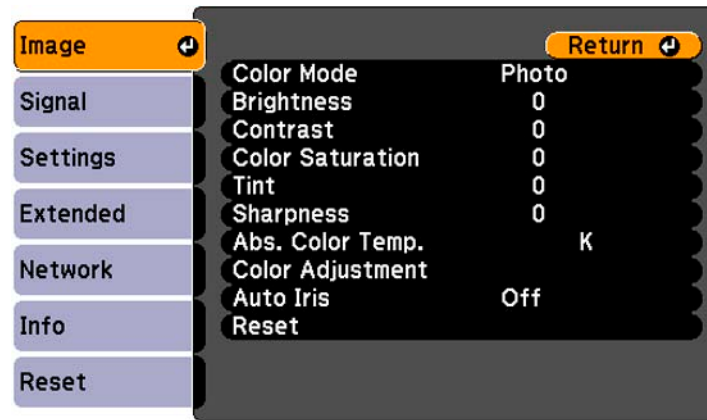 Image
Signal
Settings
Extended
Network
Info
Reset
Return
Color Mode Photo
Brightness 0
Contrast 0
Color Saturation 0
Tint 0
Sharpness 0
Abs. Color Temp. K
Color Adjustment
Auto Iris Off
Reset